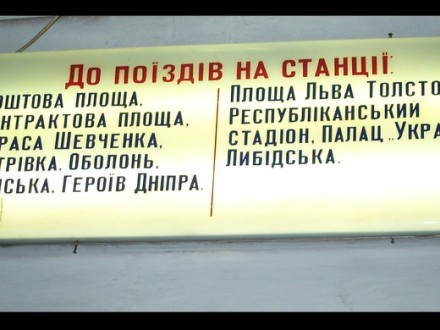 ДО ПОЇЗДІВ НА СТАНЦІЇ:
ОШТОВА ПЛОЩА,
НТРАКТОВА ПЛОЩА,
РАСА ШЕВЧЕНКА,
ТРІВКА, ОБОЛОНЬ,
СЬКА, ГЕРОЇВ ДНІПРА.
ПЛОЩА ЛЬВА ТОЛСТО
РЕСПУБЛІКАНСЬКИЙ
СТАДІОН, ПАЛАЦ „УКРА
ЛИБІДСЬКА.